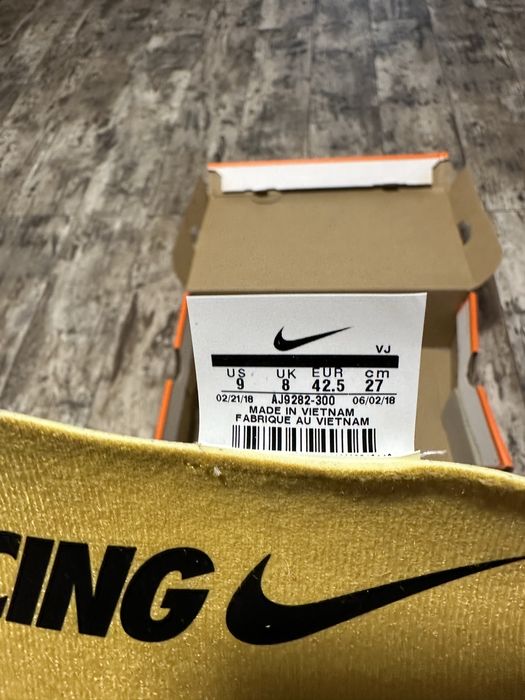 VJ
US UK EUR cm
9 8 42.5 27
02/21/18 AJ9282-300 06/02/18
MADE IN VIETNAM
FABRIQUE AU VIETNAM
CING